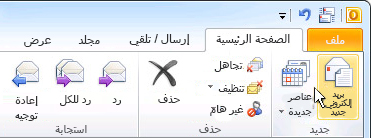 ملف
الصفحة الرئيسية
إرسال / تلقي
مجلد
عرض
بريد
إلكتروني
جديد
عناصر
جديدة
جديد
تجاهل
تنظيف
غير هام
حذف
حذف
رد
رد للكل
إعادة
توجيه
استجابة